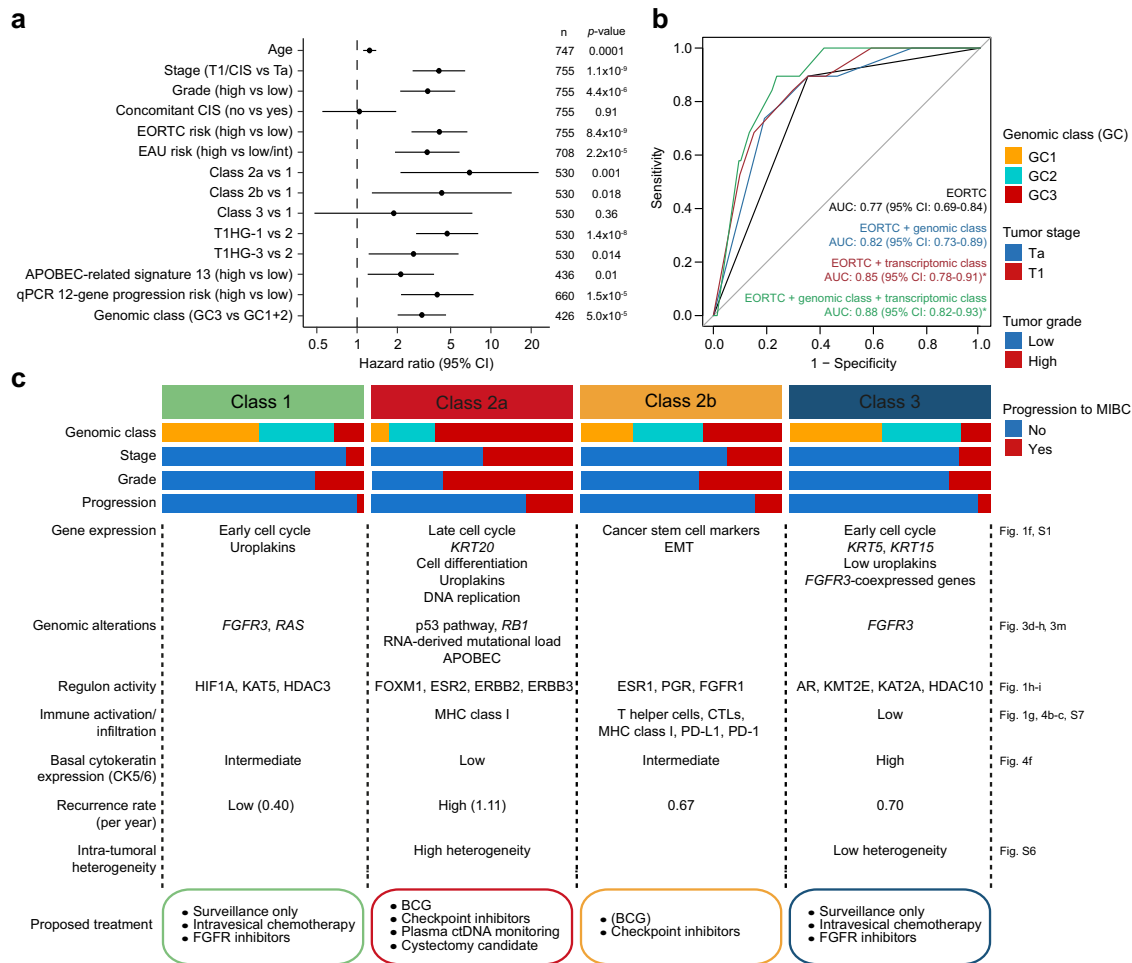 a
n p-value
Age 747 0.0001
Stage (T1/CIS vs Ta) 755 1.1x10⁻⁹
Grade (high vs low) 755 4.4x10⁻⁶
Concomitant CIS (no vs yes) 755 0.91
EORTC risk (high vs low) 755 8.4x10⁻⁹
EAU risk (high vs low/int) 708 2.2x10⁻⁵
Class 2a vs 1 530 0.001
Class 2b vs 1 530 0.018
Class 3 vs 1 530 0.36
T1HG-1 vs 2 530 1.4x10⁻⁸
T1HG-3 vs 2 530 0.014
APOBEC-related signature 13 (high vs low) 436 0.01
qPCR 12-gene progression risk (high vs low) 660 1.5x10⁻⁵
Genomic class (GC3 vs GC1+2) 426 5.0x10⁻⁵
0.5 1 2 5 10 20
Hazard ratio (95% CI)
b
1.0
0.8
0.6
0.4
0.2
0.0
Sensitivity
EORTC
AUC: 0.77 (95% CI: 0.69-0.84)
EORTC + genomic class
AUC: 0.82 (95% CI: 0.73-0.89)
EORTC + transcriptomic class
AUC: 0.85 (95% CI: 0.78-0.91)*
EORTC + genomic class + transcriptomic class
AUC: 0.88 (95% CI: 0.82-0.93)*
0.0 0.2 0.4 0.6 0.8 1.0
1 − Specificity
Genomic class (GC)
GC1
GC2
GC3
Tumor stage
Ta
T1
Tumor grade
Low
High
Progression to MIBC
No
Yes
c
Class 1 Class 2a Class 2b Class 3
Genomic class
Stage
Grade
Progression
Gene expression
Early cell cycle
Uroplakins
Late cell cycle
KRT20
Cell differentiation
Uroplakins
DNA replication
Cancer stem cell markers
EMT
Early cell cycle
KRT5, KRT15
Low uroplakins
FGFR3-coexpressed genes
Fig. 1f, S1
Genomic alterations
FGFR3, RAS
p53 pathway, RB1
RNA-derived mutational load
APOBEC
FGFR3
Fig. 3d-h, 3m
Regulon activity
HIF1A, KAT5, HDAC3
FOXM1, ESR2, ERBB2, ERBB3
ESR1, PGR, FGFR1
AR, KMT2E, KAT2A, HDAC10
Fig. 1h-i
Immune activation/
infiltration
MHC class I
T helper cells, CTLs,
MHC class I, PD-L1, PD-1
Low
Fig. 1g, 4b-c, S7
Basal cytokeratin
expression (CK5/6)
Intermediate
Low
Intermediate
High
Fig. 4f
Recurrence rate
(per year)
Low (0.40)
High (1.11)
0.67
0.70
Intra-tumoral
heterogeneity
High heterogeneity
Low heterogeneity
Fig. S6
Proposed treatment
• Surveillance only
• Intravesical chemotherapy
• FGFR inhibitors
• BCG
• Checkpoint inhibitors
• Plasma ctDNA monitoring
• Cystectomy candidate
• (BCG)
• Checkpoint inhibitors
• Surveillance only
• Intravesical chemotherapy
• FGFR inhibitors